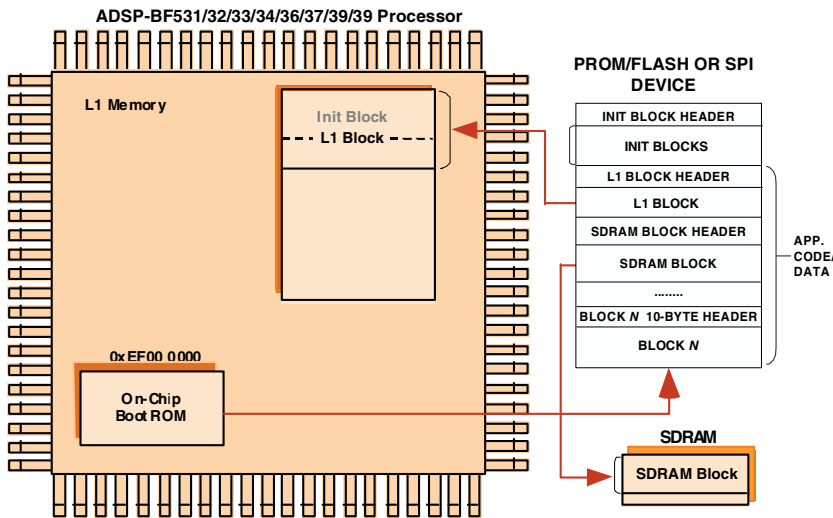 ADSP-BF531/32/33/34/36/37/39/39 Processor
L1 Memory
Init Block
L1 Block
0xEF00 0000
On-Chip
Boot ROM
PROM/FLASH OR SPI
DEVICE
INIT BLOCK HEADER
INIT BLOCKS
L1 BLOCK HEADER
L1 BLOCK
SDRAM BLOCK HEADER
SDRAM BLOCK
........
BLOCK N 10-BYTE HEADER
BLOCK N
APP.
CODE/
DATA
SDRAM
SDRAM Block